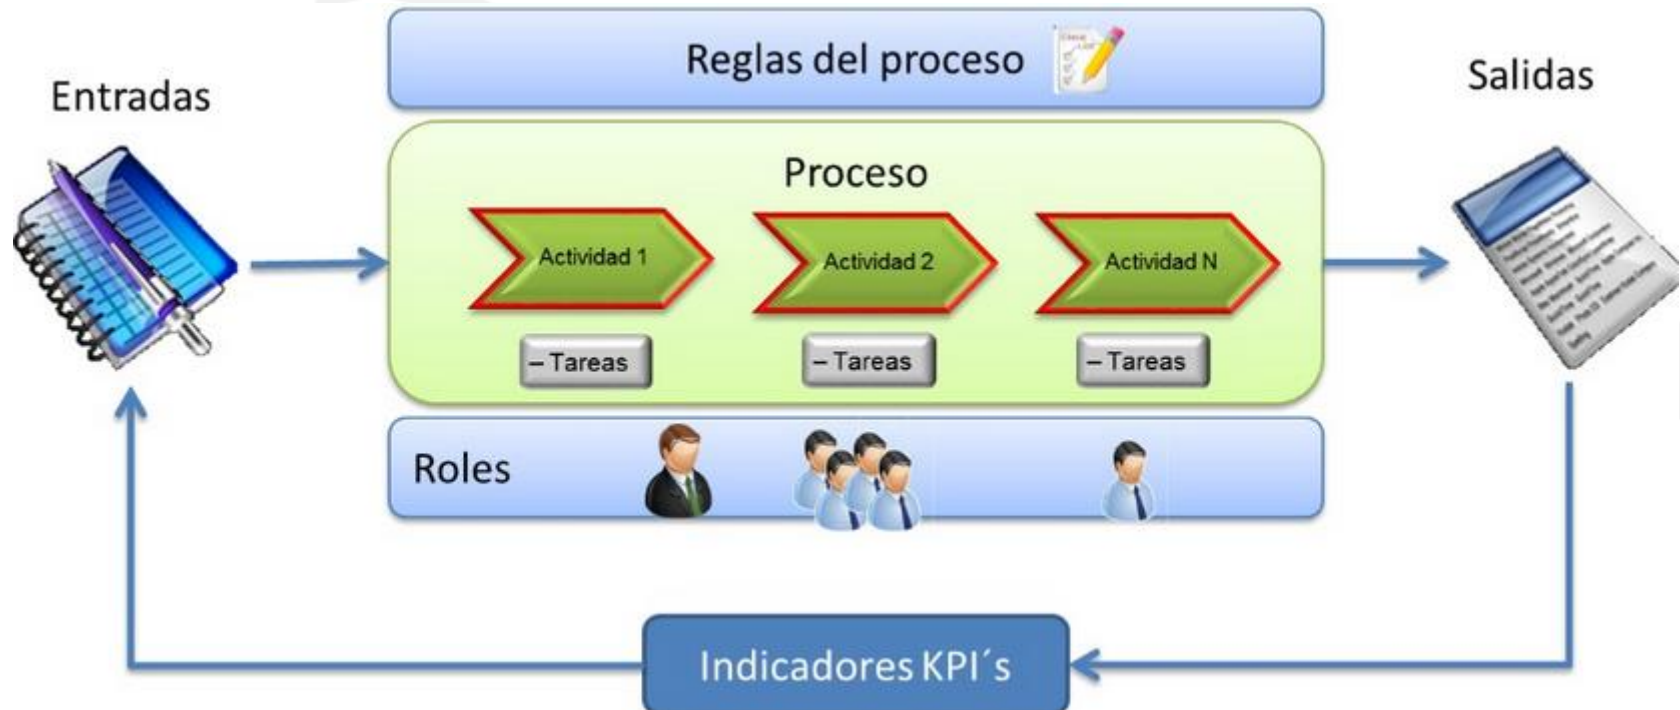 Reglas del proceso
Entradas
Salidas
Proceso
Actividad 1
Actividad 2
Actividad N
– Tareas
– Tareas
– Tareas
Roles
Indicadores KPI´s